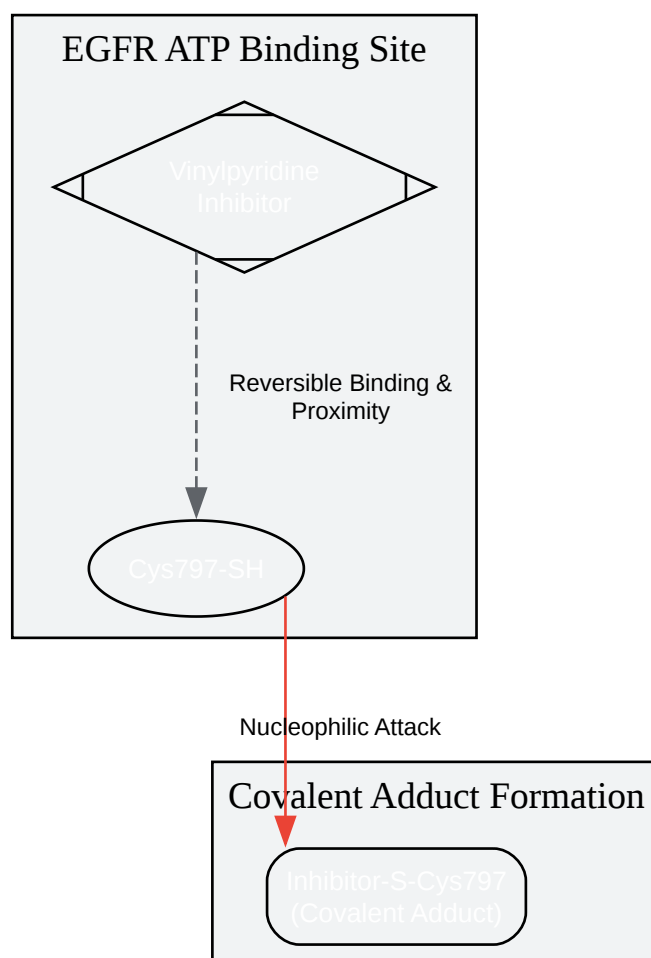 EGFR ATP Binding Site
Vinylpyridine
Inhibitor
Reversible Binding &
Proximity
Cys797-SH
Nucleophilic Attack
Covalent Adduct Formation
Inhibitor-S-Cys797
(Covalent Adduct)